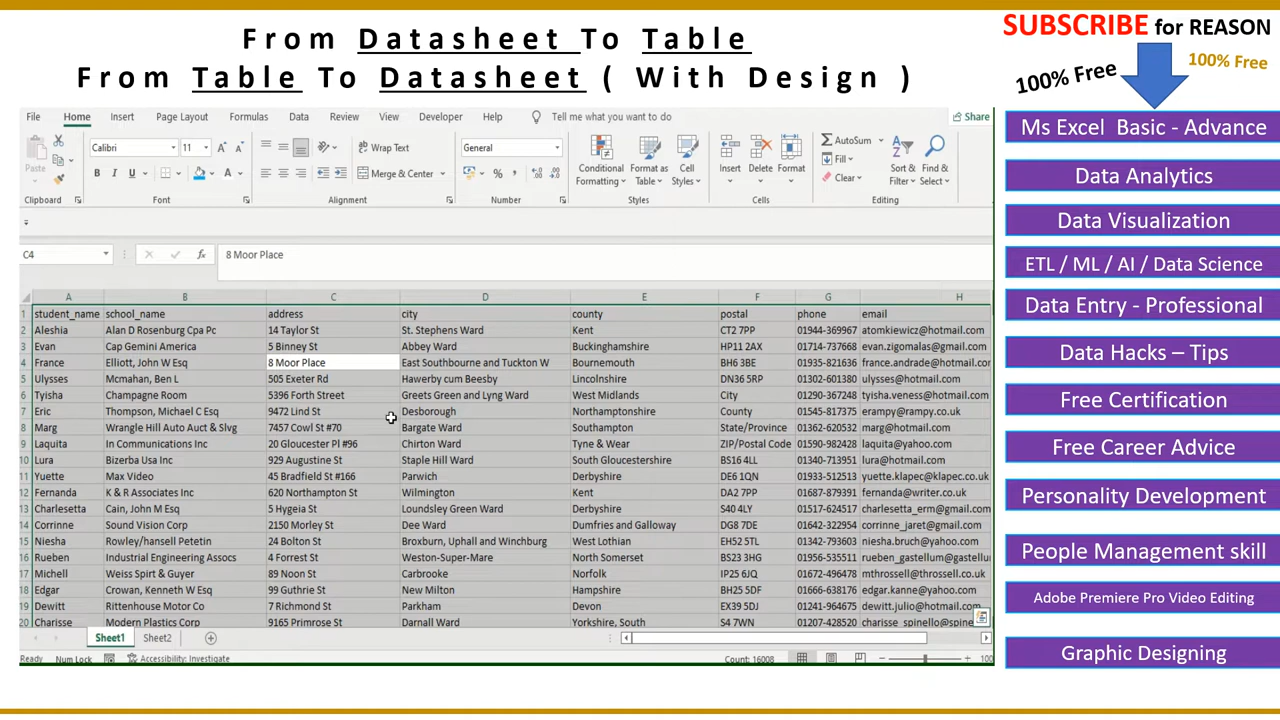 From Datasheet To Table
From Table To Datasheet ( With Design )
SUBSCRIBE for REASON
100% Free
100% Free
Ms Excel Basic - Advance
Data Analytics
Data Visualization
ETL / ML / AI / Data Science
Data Entry - Professional
Data Hacks – Tips
Free Certification
Free Career Advice
Personality Development
People Management skill
Adobe Premiere Pro Video Editing
Graphic Designing
File Home Insert Page Layout Formulas Data Review View Developer Help Tell me what you want to do Share
Paste
Calibri 11
B I U
Wrap Text
Merge & Center
General
Conditional Formatting
Format as Table
Cell Styles
Insert Delete Format
AutoSum
Fill
Clear
Sort & Filter
Find & Select
Clipboard Font Alignment Number Styles Cells Editing
C4 fx 8 Moor Place
A B C D E F G H
1 student_name school_name address city county postal phone email
2 Aleshia Alan D Rosenburg Cpa Pc 14 Taylor St St. Stephens Ward Kent CT2 7PP 01944-369967 atomkiewicz@hotmail.com
3 Evan Cap Gemini America 5 Binney St Abbey Ward Buckinghamshire HP11 2AX 01714-737668 evan.zigomalas@gmail.com
4 France Elliott, John W Esq 8 Moor Place East Southbourne and Tuckton W Bournemouth BH6 3BE 01935-821636 france.andrade@hotmail.com
5 Ulysses Mcmahan, Ben L 505 Exeter Rd Hawerby cum Beesby Lincolnshire DN36 5RP 01302-601380 ulysses@hotmail.com
6 Tyisha Champagne Room 5396 Forth Street Greets Green and Lyng Ward West Midlands City 01290-367248 tyisha.veness@hotmail.com
7 Eric Thompson, Michael C Esq 9472 Lind St Desborough Northamptonshire County 01545-817375 erampy@rampy.co.uk
8 Marg Wrangle Hill Auto Auct & Slvg 7457 Cowl St #70 Bargate Ward Southampton State/Province 01362-620532 marg@hotmail.com
9 Laquita In Communications Inc 20 Gloucester Pl #96 Chirton Ward Tyne & Wear ZIP/Postal Code 01590-982428 laquita@yahoo.com
10 Lura Bizerba Usa Inc 929 Augustine St Staple Hill Ward South Gloucestershire BS16 4LL 01340-713951 lura@hotmail.com
11 Yuette Max Video 45 Bradfield St #166 Parwich Derbyshire DE6 1QN 01933-512513 yuette.klapec@klapec.co.uk
12 Fernanda K & R Associates Inc 620 Northampton St Wilmington Kent DA2 7PP 01687-879391 fernanda@writer.co.uk
13 Charlesetta Cain, John M Esq 5 Hygeia St Loundsley Green Ward Derbyshire S40 4LY 01517-624517 charlesetta_erm@gmail.com
14 Corrinne Sound Vision Corp 2150 Morley St Dee Ward Dumfries and Galloway DG8 7DE 01642-322954 corrinne_jaret@gmail.com
15 Niesha Rowley/hansell Petetin 24 Bolton St Broxburn, Uphall and Winchburg West Lothian EH52 5TL 01342-793603 niesha.bruch@yahoo.com
16 Rueben Industrial Engineering Assocs 4 Forrest St Weston-Super-Mare North Somerset BS23 3HG 01956-535511 rueben_gastellum@gastellu
17 Michell Weiss Spirt & Guyer 89 Noon St Carbrooke Norfolk IP25 6JQ 01672-496478 mthrossell@throssell.co.uk
18 Edgar Crowan, Kenneth W Esq 99 Guthrie St New Milton Hampshire BH25 5DF 01666-638176 edgar.kanne@yahoo.com
19 Dewitt Rittenhouse Motor Co 7 Richmond St Parkham Devon EX39 5DJ 01241-964675 dewitt.julio@hotmail.com
20 Charisse Modern Plastics Corp 9165 Primrose St Darnall Ward Yorkshire, South S4 7WN 01207-428520 charisse_spinello@spine
Sheet1 Sheet2
Ready Num Lock Accessibility: Investigate Count: 16008 100